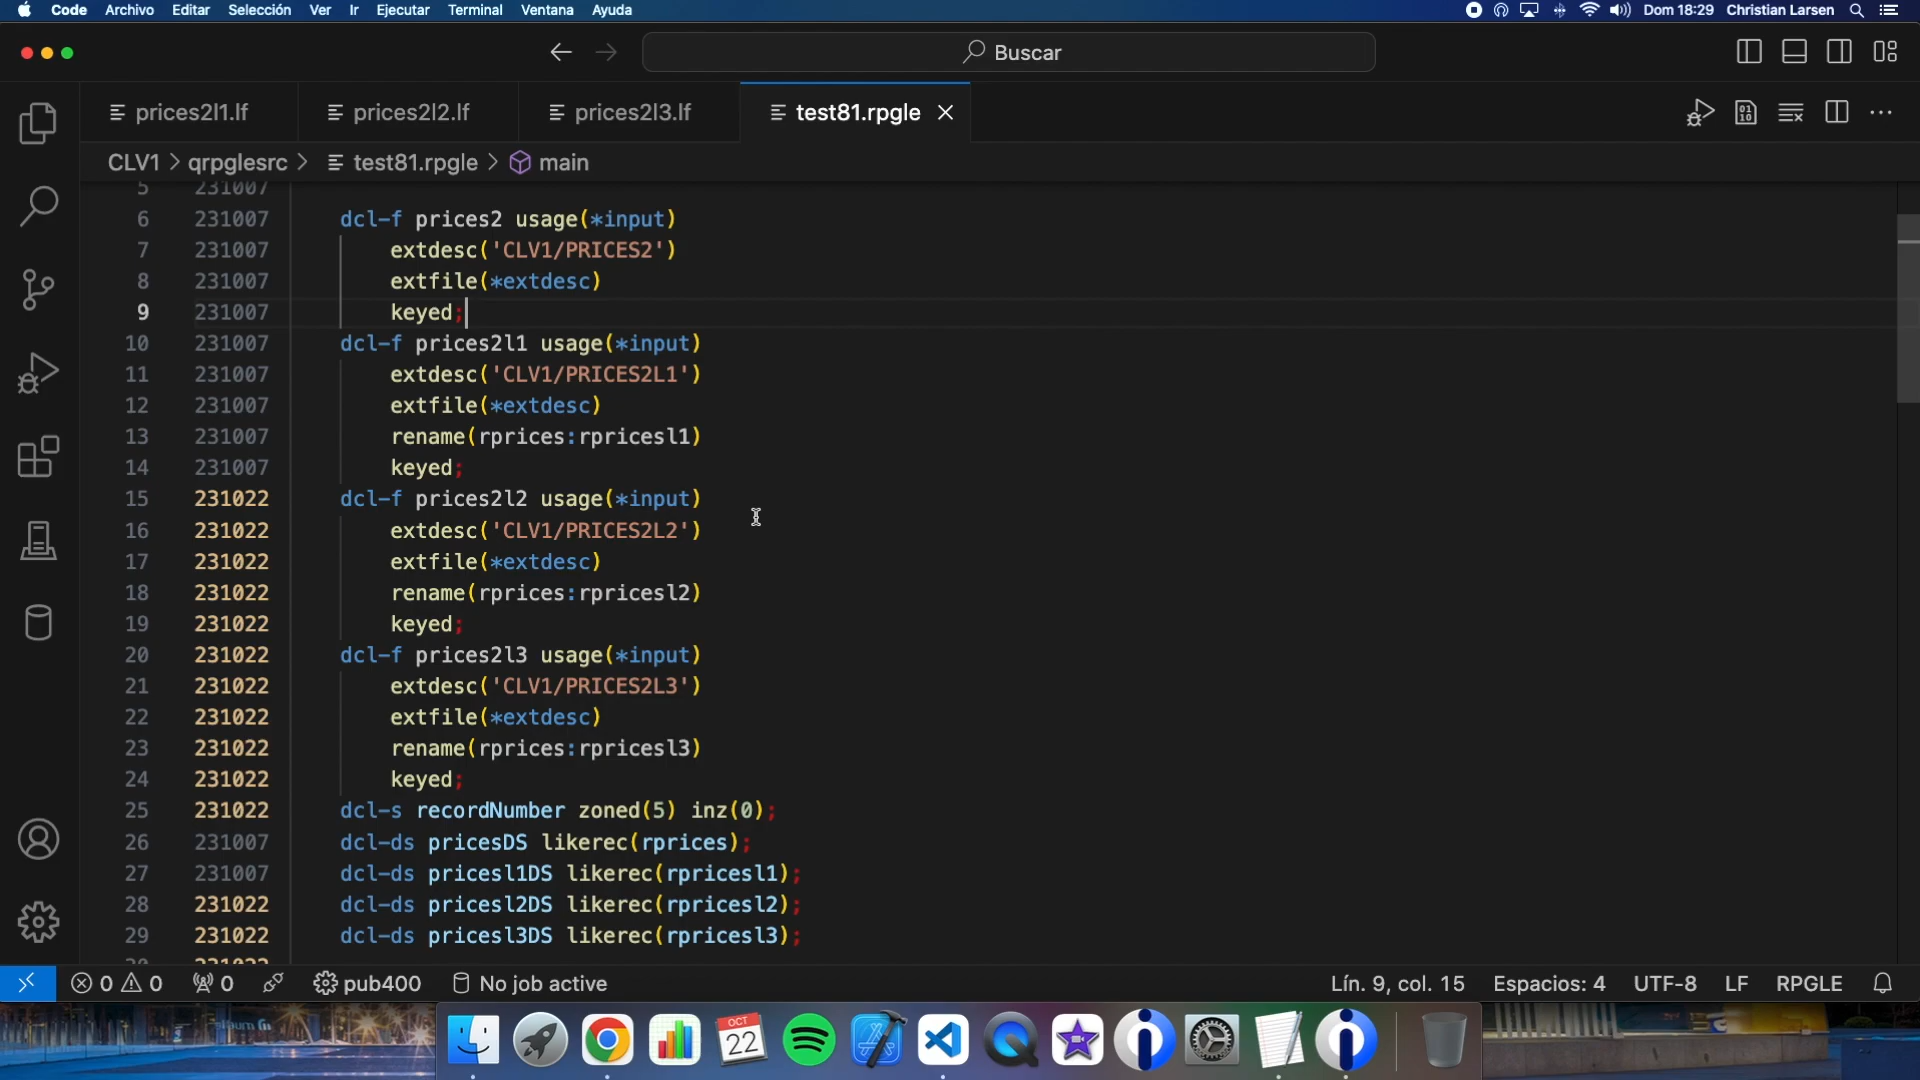 Code Archivo Editar Selección Ver Ir Ejecutar Terminal Ventana Ayuda Dom 18:29 Christian Larsen
Buscar
prices2l1.lf prices2l2.lf prices2l3.lf test81.rpgle
CLV1 > qrpglesrc > test81.rpgle > main
5 231007
6 231007 dcl-f prices2 usage(*input)
7 231007 extdesc('CLV1/PRICES2')
8 231007 extfile(*extdesc)
9 231007 keyed;
10 231007 dcl-f prices2l1 usage(*input)
11 231007 extdesc('CLV1/PRICES2L1')
12 231007 extfile(*extdesc)
13 231007 rename(rprices:rpricesl1)
14 231007 keyed;
15 231022 dcl-f prices2l2 usage(*input)
16 231022 extdesc('CLV1/PRICES2L2')
17 231022 extfile(*extdesc)
18 231022 rename(rprices:rpricesl2)
19 231022 keyed;
20 231022 dcl-f prices2l3 usage(*input)
21 231022 extdesc('CLV1/PRICES2L3')
22 231022 extfile(*extdesc)
23 231022 rename(rprices:rpricesl3)
24 231022 keyed;
25 231022 dcl-s recordNumber zoned(5) inz(0);
26 231007 dcl-ds pricesDS likerec(rprices);
27 231007 dcl-ds pricesl1DS likerec(rpricesl1);
28 231022 dcl-ds pricesl2DS likerec(rpricesl2);
29 231022 dcl-ds pricesl3DS likerec(rpricesl3);
0 0 0 pub400 No job active Lín. 9, col. 15 Espacios: 4 UTF-8 LF RPGLE
OCT
22